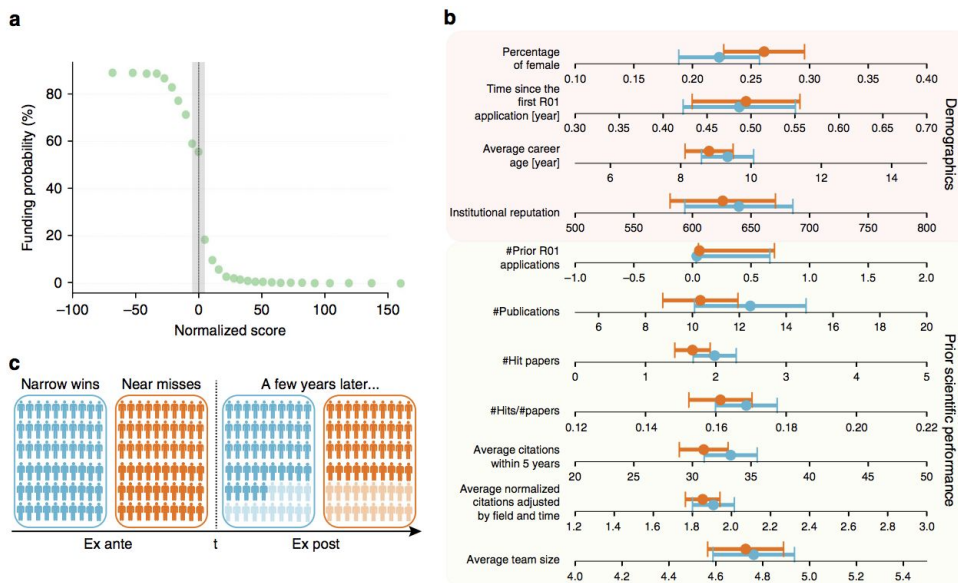 a
Funding probability (%)
80
60
40
20
0
−100
−50
0
50
100
150
Normalized score
b
Demographics
Percentage
of female
0.10 0.15 0.20 0.25 0.30 0.35 0.40
Time since the
first R01
application [year]
0.30 0.35 0.40 0.45 0.50 0.55 0.60 0.65 0.70
Average career
age [year]
6 8 10 12 14
Institutional reputation
500 550 600 650 700 750 800
Prior scientific performance
#Prior R01
applications
−1.0 −0.5 0.0 0.5 1.0 1.5 2.0
#Publications
6 8 10 12 14 16 18 20
#Hit papers
0 1 2 3 4 5
#Hits/#papers
0.12 0.14 0.16 0.18 0.20 0.22
Average citations
within 5 years
20 25 30 35 40 45 50
Average normalized
citations adjusted
by field and time
1.2 1.4 1.6 1.8 2.0 2.2 2.4 2.6 2.8 3.0
Average team size
4.0 4.2 4.4 4.6 4.8 5.0 5.2 5.4
c
Narrow wins
Near misses
A few years later...
Ex ante
t
Ex post